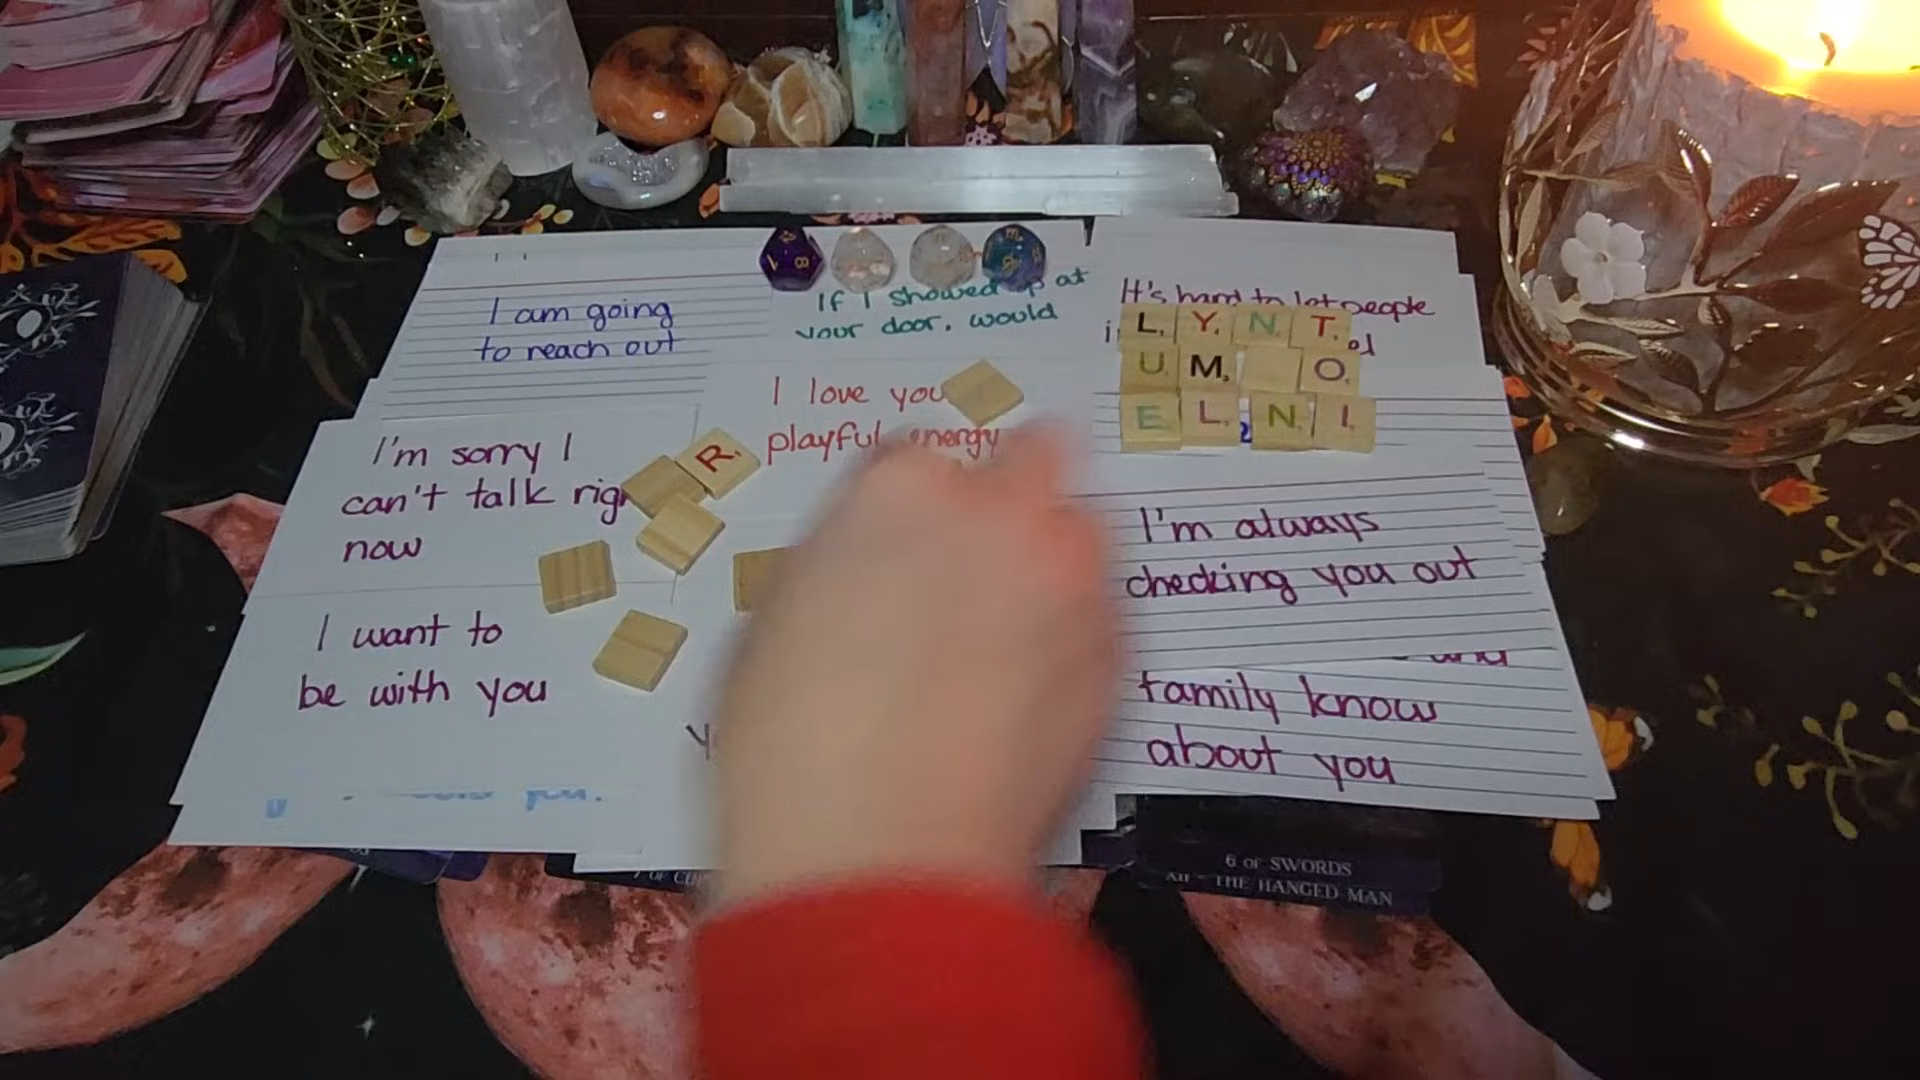 I am going
to reach out
If I showed up at
your door, would
It's hard to let people
I love you
playful energy
L Y N T
U M O
E L N I
R
I'm sorry I
can't talk
now
I'm always
checking you out
I want to
be with you
and
family know
about you
6 OF SWORDS
XII - THE HANGED MAN